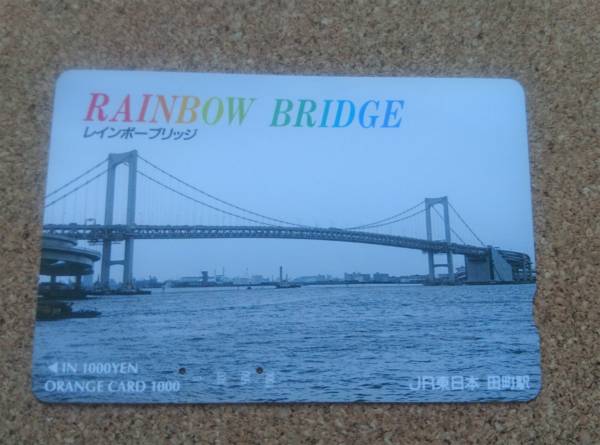 RAINBOW BRIDGE
レインボーブリッジ
◀ IN 1000YEN
ORANGE CARD 1000
JR東日本 田町駅